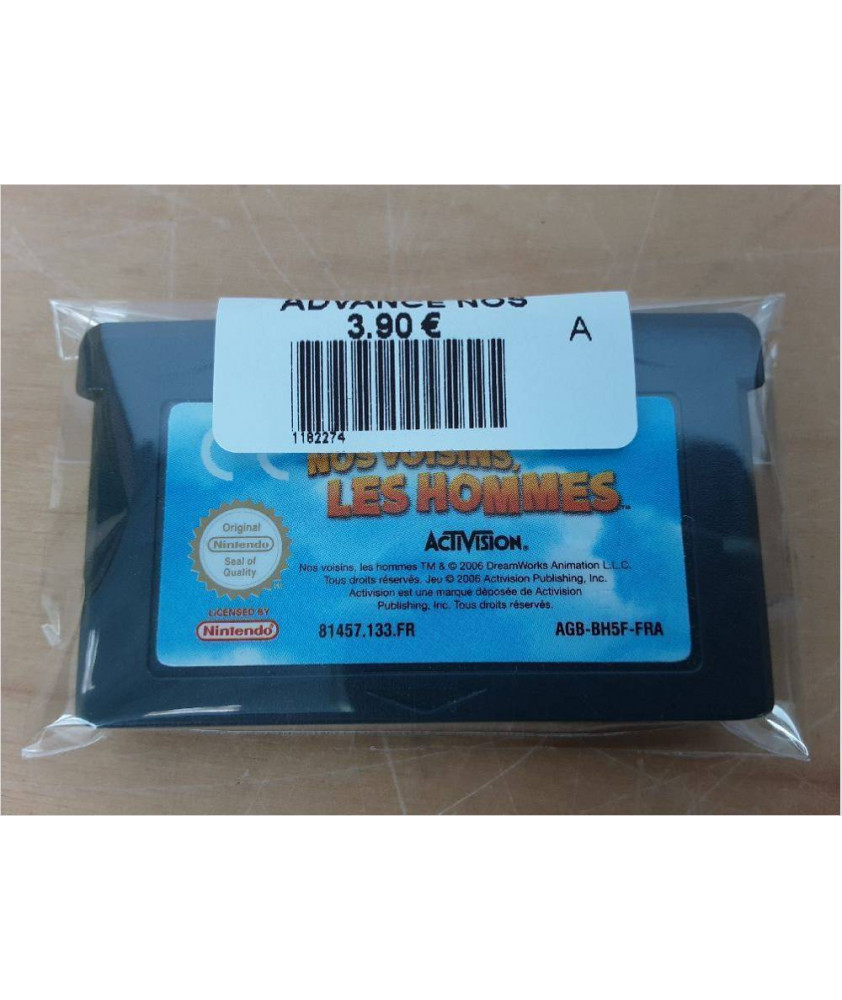 ADVANCE NOS
3.90 €
A
1182274
NOS VOISINS,
LES HOMMES™
ACTIVISION®
Original
Nintendo
Seal of
Quality
Nos voisins, les hommes TM & © 2006 DreamWorks Animation L.L.C.
Tous droits réservés. Jeu © 2006 Activision Publishing, Inc.
Activision est une marque déposée de Activision
Publishing, Inc. Tous droits réservés.
LICENSED BY
Nintendo®
81457.133.FR
AGB-BH5F-FRA